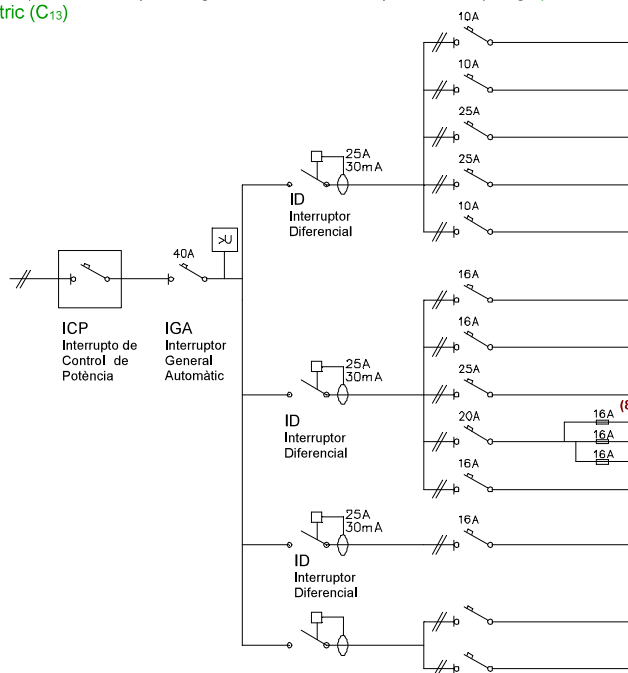 tric (C13)
10A
10A
25A
25A
10A
25A
30mA
ID
Interruptor
Diferencial
40A
ICP
Interrupto de
Control de
Potència
IGA
Interruptor
General
Automàtic
16A
16A
25A
20A
16A
25A
30mA
ID
Interruptor
Diferencial
(8
16A
16A
16A
25A
30mA
ID
Interruptor
Diferencial
16A